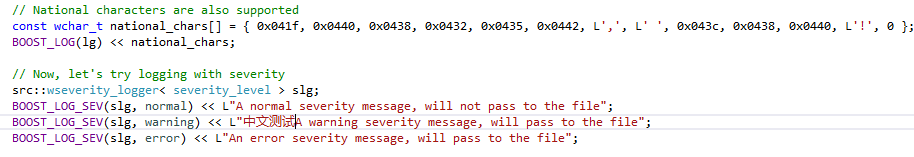 // National characters are also supported
const wchar_t national_chars[] = { 0x041f, 0x0440, 0x0438, 0x0432, 0x0435, 0x0442, L',', L' ', 0x043c, 0x0438, 0x0440, L'!', 0 };
BOOST_LOG(lg) << national_chars;
// Now, let's try logging with severity
src::wseverity_logger< severity_level > slg;
BOOST_LOG_SEV(slg, normal) << L"A normal severity message, will not pass to the file";
BOOST_LOG_SEV(slg, warning) << L"中文测试A warning severity message, will pass to the file";
BOOST_LOG_SEV(slg, error) << L"An error severity message, will pass to the file";